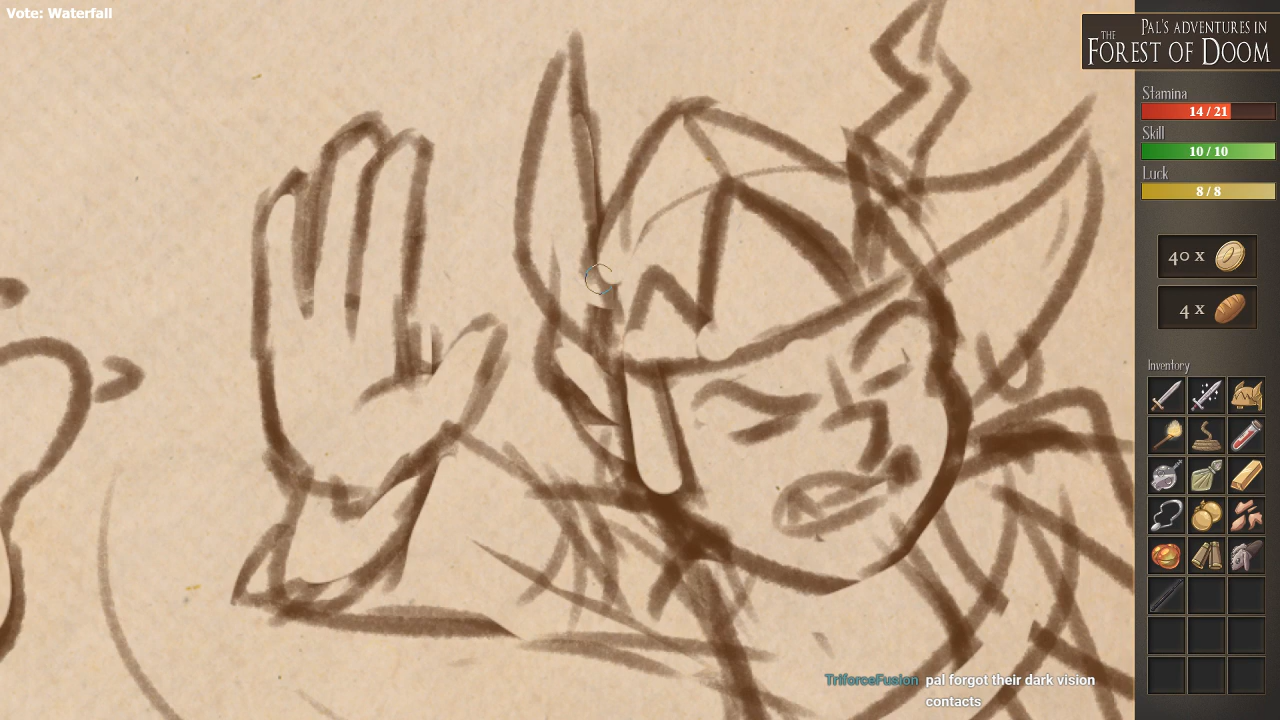 Vote: Waterfall
PAL'S ADVENTURES IN
THE FOREST OF DOOM
Stamina
14 / 21
Skill
10 / 10
Luck
8 / 8
40 x
4 x
Inventory
TriforceFusion pal forgot their dark vision
contacts